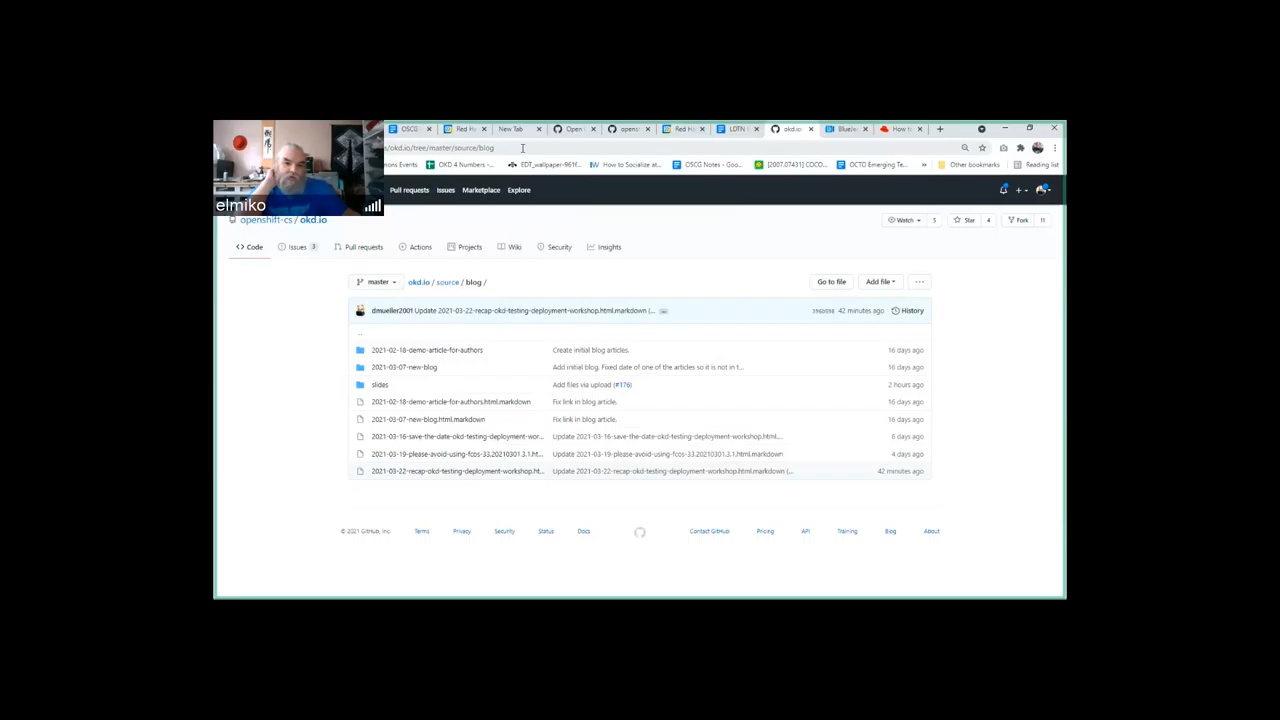 OSCG
Red H
New Tab
Open
opens
Red H
LDTN
okd.io
BlueJe
How t
s/okd.io/tree/master/source/blog
mmons Events
OKD 4 Numbers -...
EDT_wallpaper-961f...
How to Socialize at...
OSCG Notes - Goo...
[2007.07431] COCO...
OCTO Emerging Te...
»
Other bookmarks
Reading list
elmiko
Pull requests
Issues
Marketplace
Explore
openshift-cs / okd.io
Watch 5
Star 4
Fork 11
<> Code
Issues 3
Pull requests
Actions
Projects
Wiki
Security
Insights
master
okd.io / source / blog /
Go to file
Add file
...
dmueller2001 Update 2021-03-22-recap-okd-testing-deployment-workshop.html.markdown (... ...
42 minutes ago
History
..
2021-02-18-demo-article-for-authors Create initial blog articles. 16 days ago
2021-03-07-new-blog Add initial blog. Fixed date of one of the articles so it is not in t... 16 days ago
slides Add files via upload (#176) 2 hours ago
2021-02-18-demo-article-for-authors.html.markdown Fix link in blog article. 16 days ago
2021-03-07-new-blog.html.markdown Fix link in blog article. 16 days ago
2021-03-16-save-the-date-okd-testing-deployment-wor... Update 2021-03-16-save-the-date-okd-testing-deployment-workshop.html.... 6 days ago
2021-03-19-please-avoid-using-fcos-33.20210301.3.1.ht... Update 2021-03-19-please-avoid-using-fcos-33.20210301.3.1.html.markdown 4 days ago
2021-03-22-recap-okd-testing-deployment-workshop.ht... Update 2021-03-22-recap-okd-testing-deployment-workshop.html.markdown (... 42 minutes ago
© 2021 GitHub, Inc.
Terms
Privacy
Security
Status
Docs
Contact GitHub
Pricing
API
Training
Blog
About